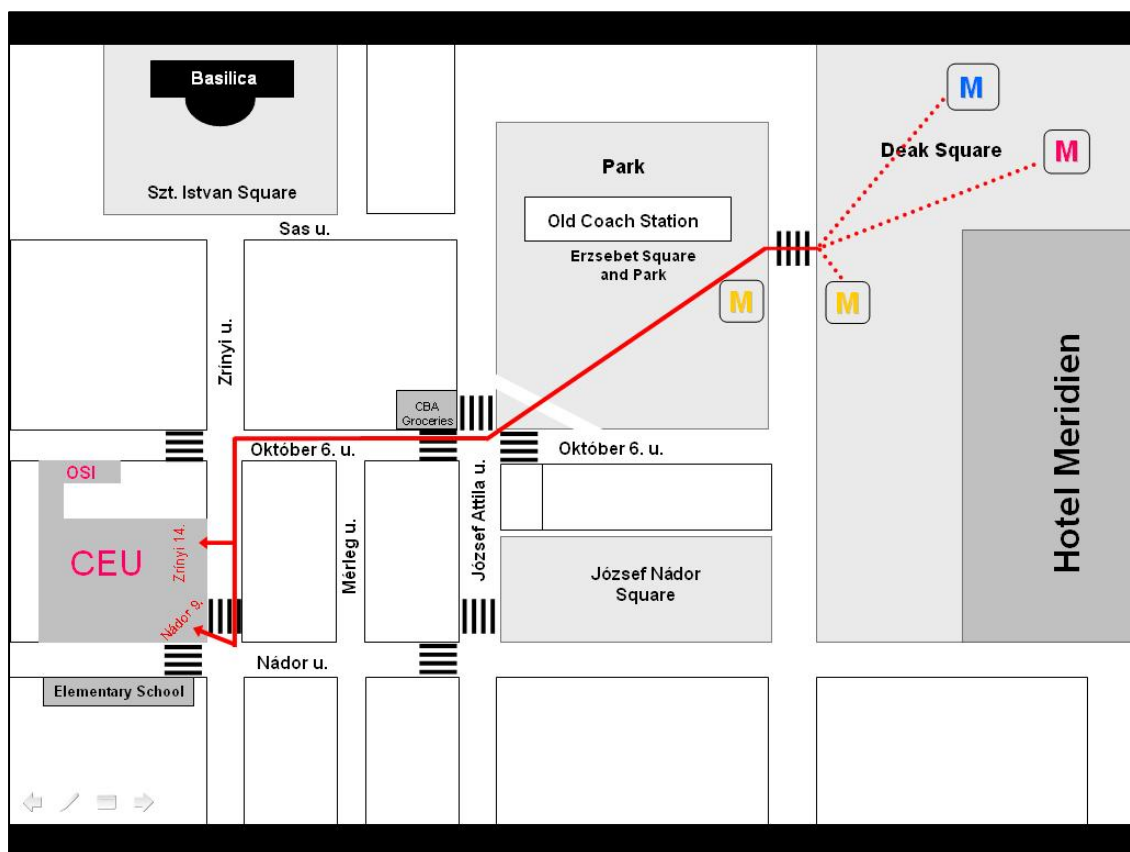 Basilica
Szt. Istvan Square
Sas u.
Park
Old Coach Station
Erzsebet Square
and Park
M
Deak Square
M
M
M
Hotel Meridien
Zrínyi u.
CBA
Groceries
Október 6. u.
Október 6. u.
OSI
CEU
Zrínyi 14.
Nádor 9.
Mérleg u.
József Attila u.
József Nádor
Square
Nádor u.
Elementary School